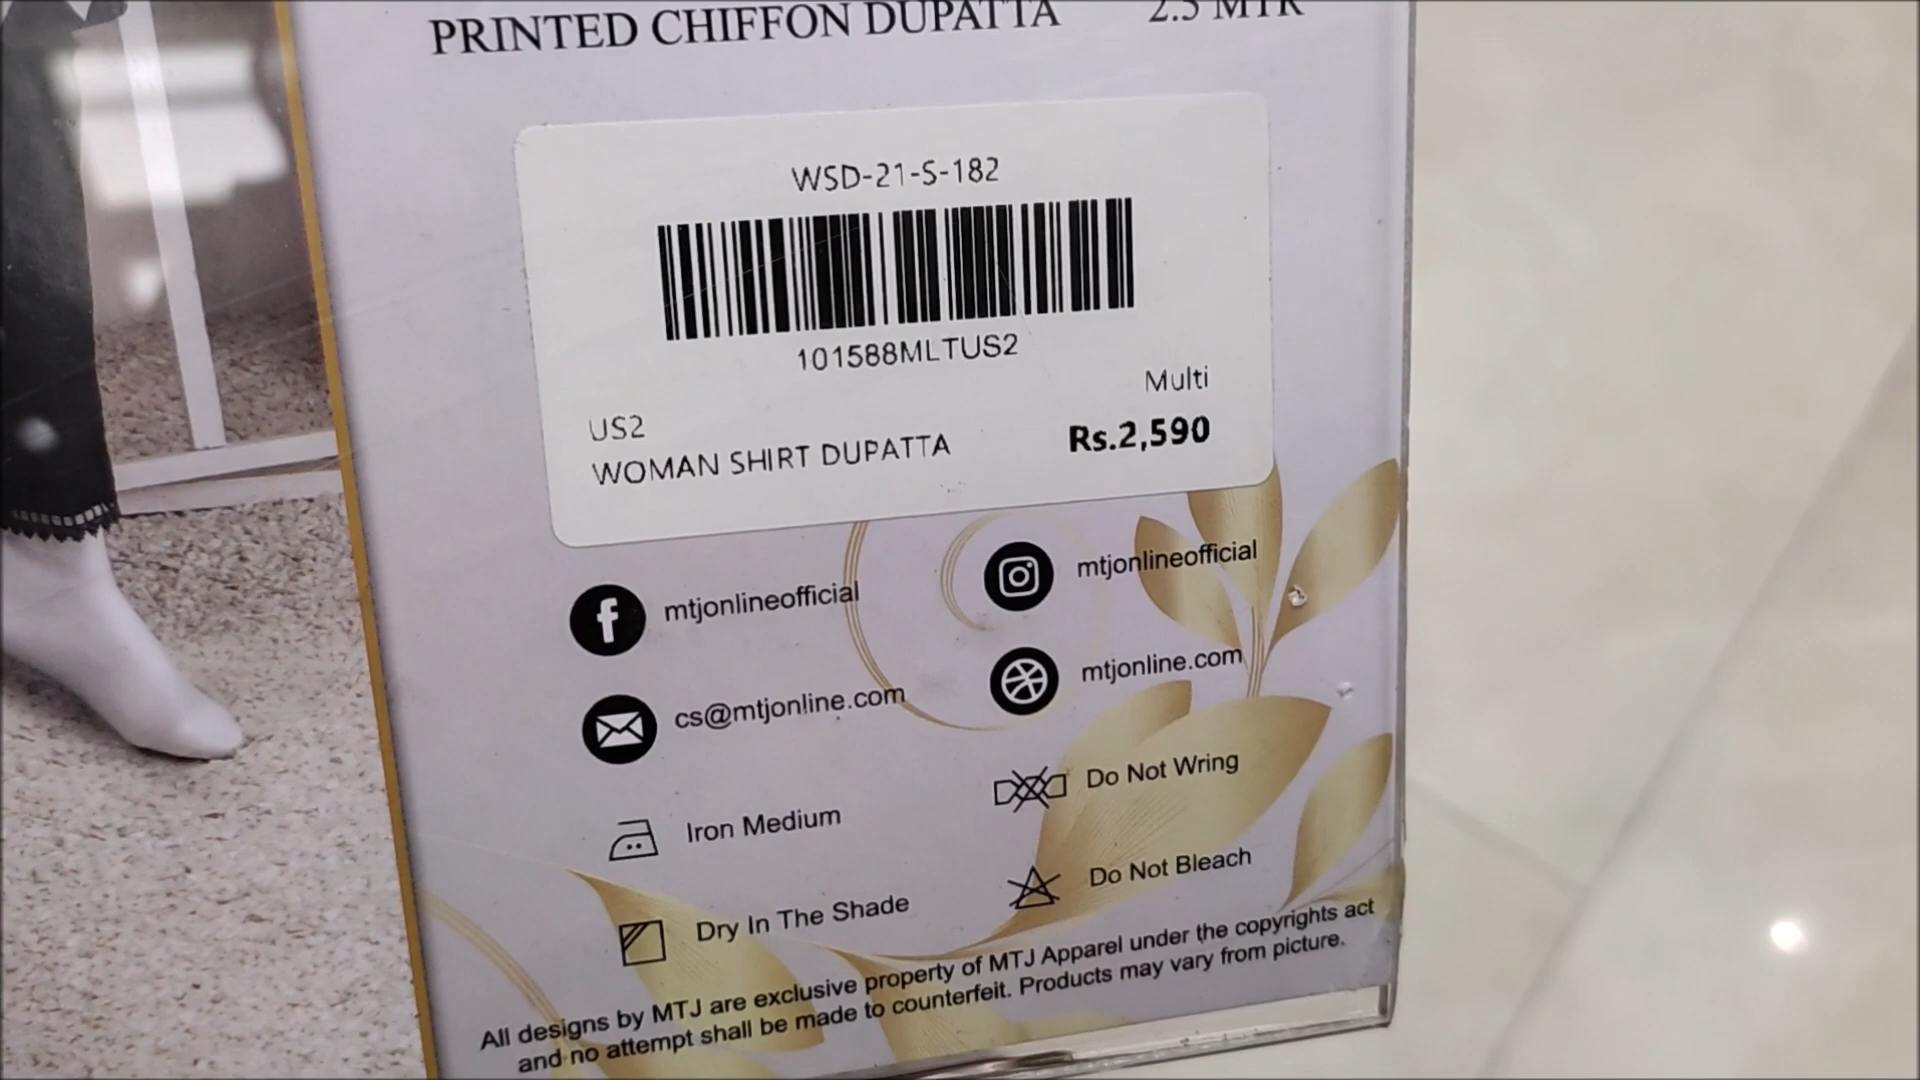 PRINTED CHIFFON DUPATTA 2.5 MTR
WSD-21-S-182
101588MLTUS2
Multi
US2
WOMAN SHIRT DUPATTA Rs.2,590
mtjonlineofficial
mtjonlineofficial
cs@mtjonline.com
mtjonline.com
Iron Medium
Do Not Wring
Dry In The Shade
Do Not Bleach
All designs by MTJ are exclusive property of MTJ Apparel under the copyrights act
and no attempt shall be made to counterfeit. Products may vary from picture.